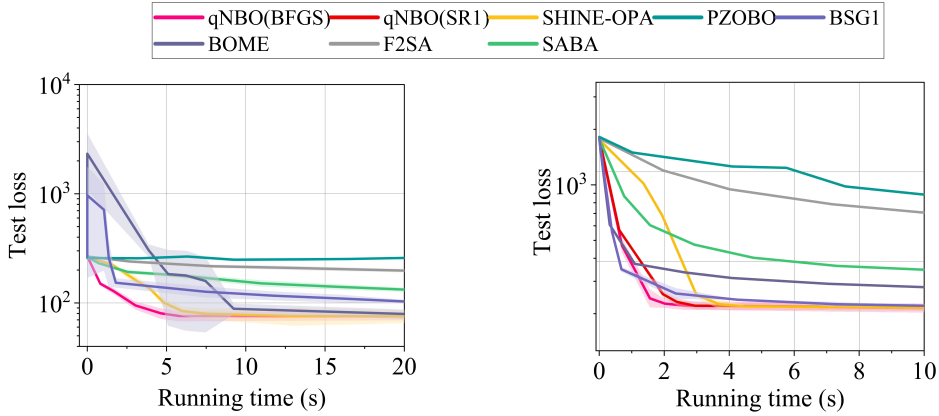 qNBO(BFGS) qNBO(SR1) SHINE-OPA PZOBO BSG1
BOME F2SA SABA
10^4
10^3
10^2
Test loss
0 5 10 15 20
Running time (s)
10^3
Test loss
0 2 4 6 8 10
Running time (s)